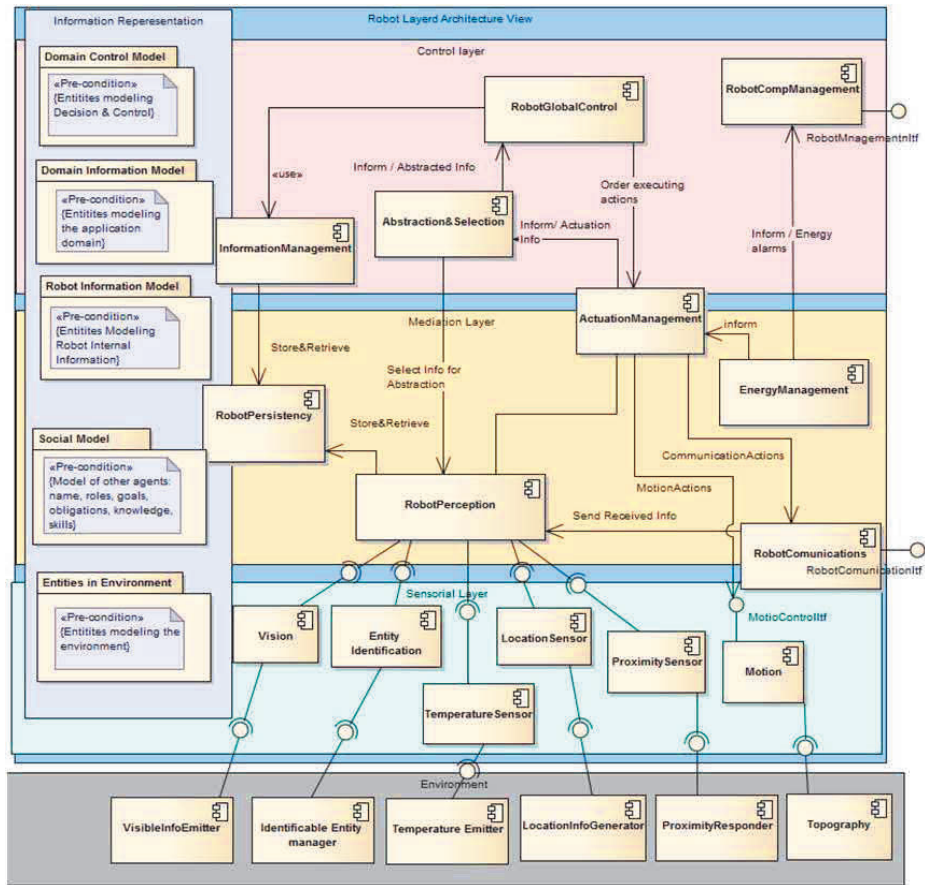 Information Reperesentation
Robot Layerd Architecture View
Control layer
Domain Control Model
«Pre-condition»
{Entitites modeling
Decision & Control}
RobotGlobalControl
RobotCompManagement
RobotMnagementnItf
Inform / Abstracted Info
Order executing
actions
«use»
Domain Information Model
«Pre-condition»
{Entitites modeling
the application
domain}
InformationManagement
Abstraction&Selection
Inform/ Actuation
Info
Inform / Energy
alarms
Robot Information Model
«Pre-condition»
{Entitites Modeling
Robot Internal
Information}
Mediation Layer
ActuationManagement
inform
EnergyManagement
Store&Retrieve
Select Info for
Abstraction
RobotPersistency
Store&Retrieve
Social Model
«Pre-condition»
{Model of other agents:
name, roles, goals,
obligations, knowledge,
skills}
CommunicationActions
MotionActions
RobotPerception
Send Received Info
RobotComunications
RobotComunicationItf
Entities in Environment
«Pre-condition»
{Entitites modeling the
environment}
Sensorial Layer
Vision
Entity
Identification
LocationSensor
ProximitySensor
MotioControlItf
Motion
TemperatureSensor
Environment
VisibleInfoEmitter
Identificable Entity
manager
Temperature Emitter
LocationInfoGenerator
ProximityResponder
Topography